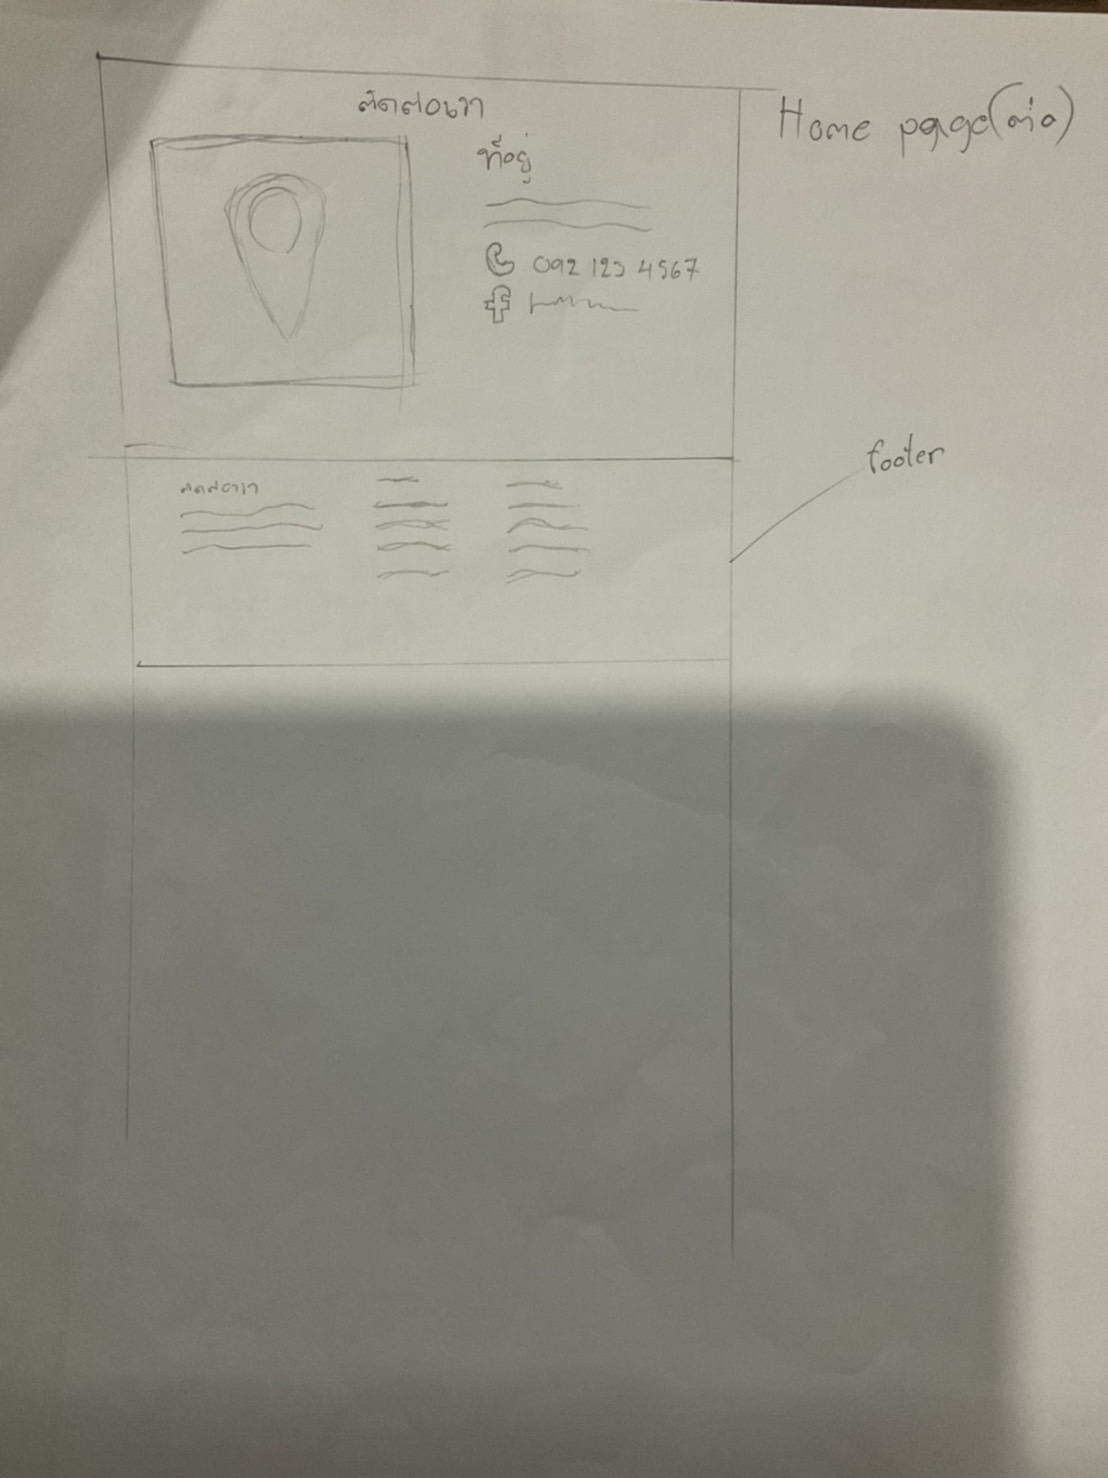 ติดต่อเรา
Home page(ต่อ)
ที่อยู่
092 123 4567
footer
ติดต่อเรา